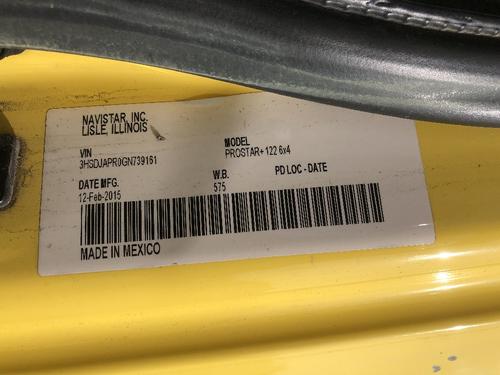 NAVISTAR, INC.
LISLE, ILLINOIS
VIN
3HSDJAPR0GN739161
MODEL
PROSTAR+ 122 6x4
DATE MFG.
12-Feb-2015
W.B.
575
PD LOC - DATE
MADE IN MEXICO